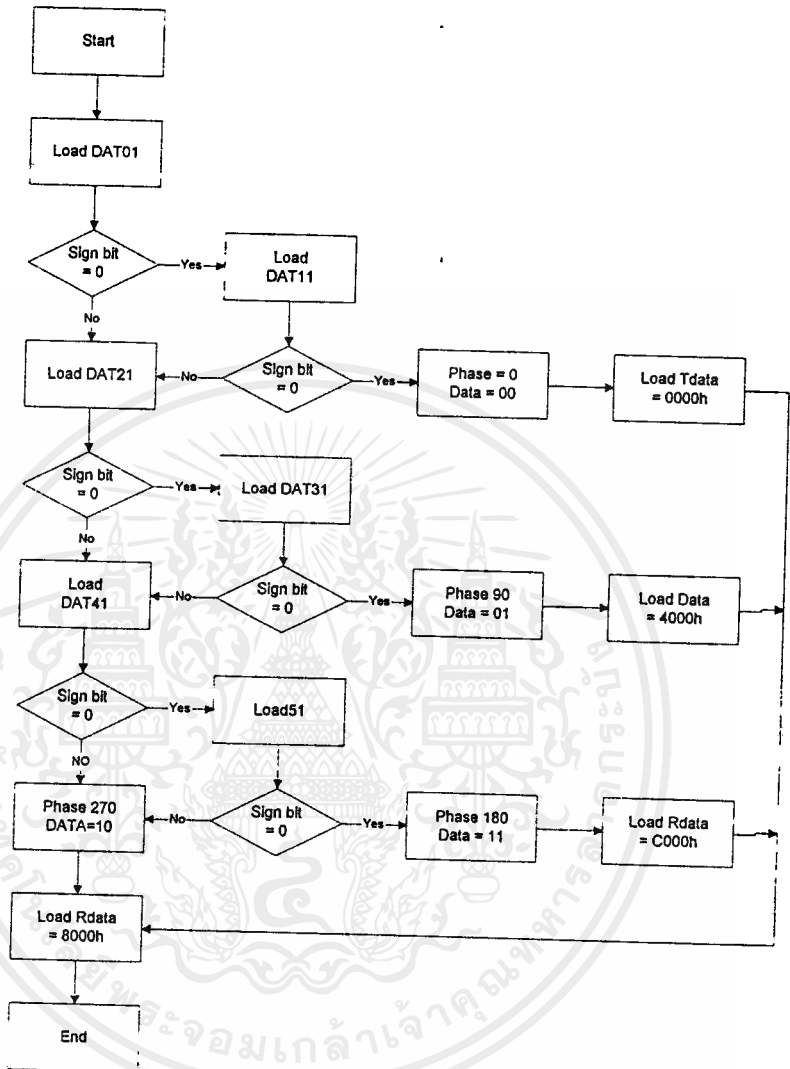 Start
Load DAT01
Sign bit
= 0
Yes
Load
DAT11
No
Load DAT21
No
Sign bit
= 0
Yes
Phase = 0
Data = 00
Load Tdata
= 0000h
Sign bit
= 0
Yes
Load DAT31
No
Load
DAT41
No
Sign bit
= 0
Yes
Phase 90
Data = 01
Load Data
= 4000h
Sign bit
= 0
Yes
Load51
NO
Phase 270
DATA=10
No
Sign bit
= 0
Yes
Phase 180
Data = 11
Load Rdata
= C000h
Load Rdata
= 8000h
End